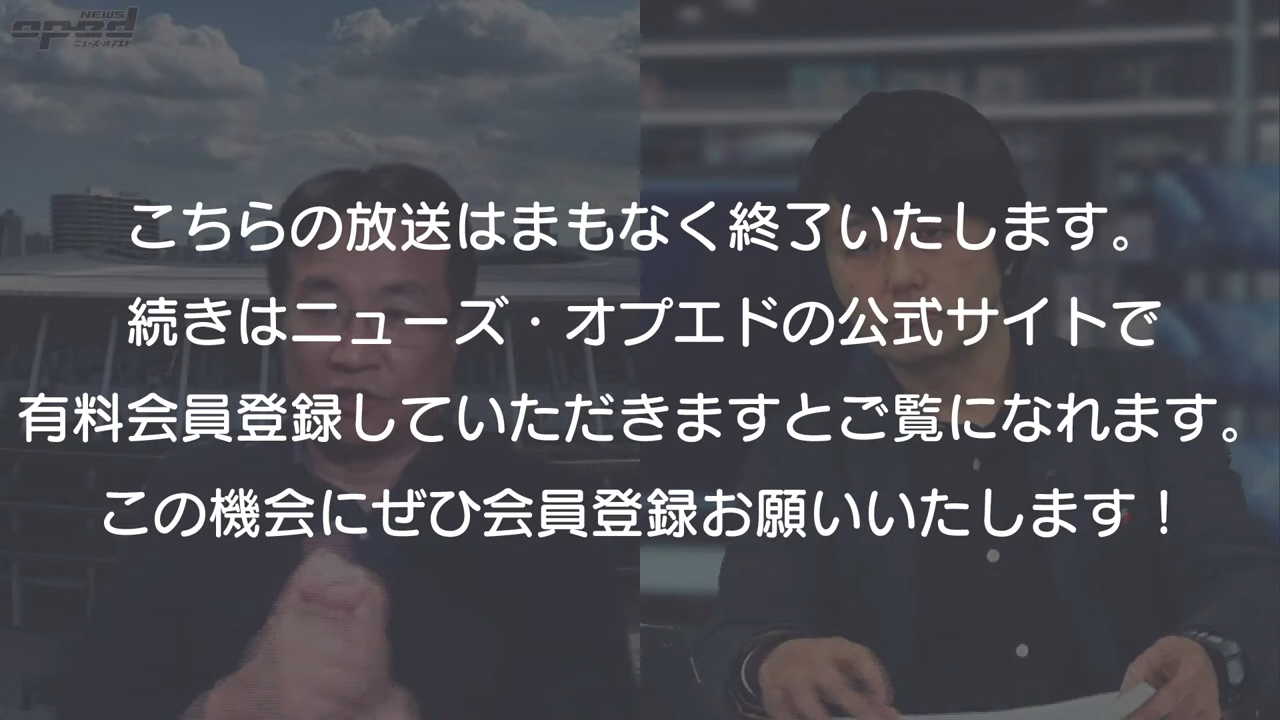 NEWS
oped
ニューズ・オプエド
こちらの放送はまもなく終了いたします。
続きはニューズ・オプエドの公式サイトで
有料会員登録していただきますとご覧になれます。
この機会にぜひ会員登録お願いいたします！